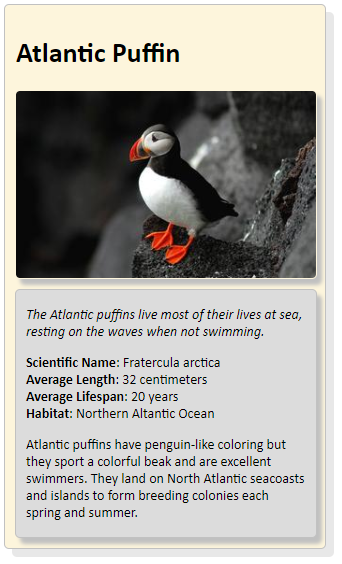 Atlantic Puffin
The Atlantic puffins live most of their lives at sea,
resting on the waves when not swimming.
Scientific Name: Fratercula arctica
Average Length: 32 centimeters
Average Lifespan: 20 years
Habitat: Northern Altantic Ocean
Atlantic puffins have penguin-like coloring but
they sport a colorful beak and are excellent
swimmers. They land on North Atlantic seacoasts
and islands to form breeding colonies each
spring and summer.